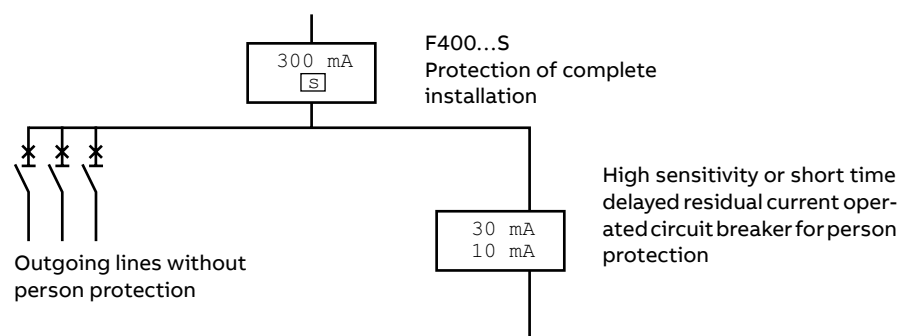 300 mA
S
F400...S
Protection of complete
installation
High sensitivity or short time
delayed residual current oper-
ated circuit breaker for person
protection
30 mA
10 mA
Outgoing lines without
person protection